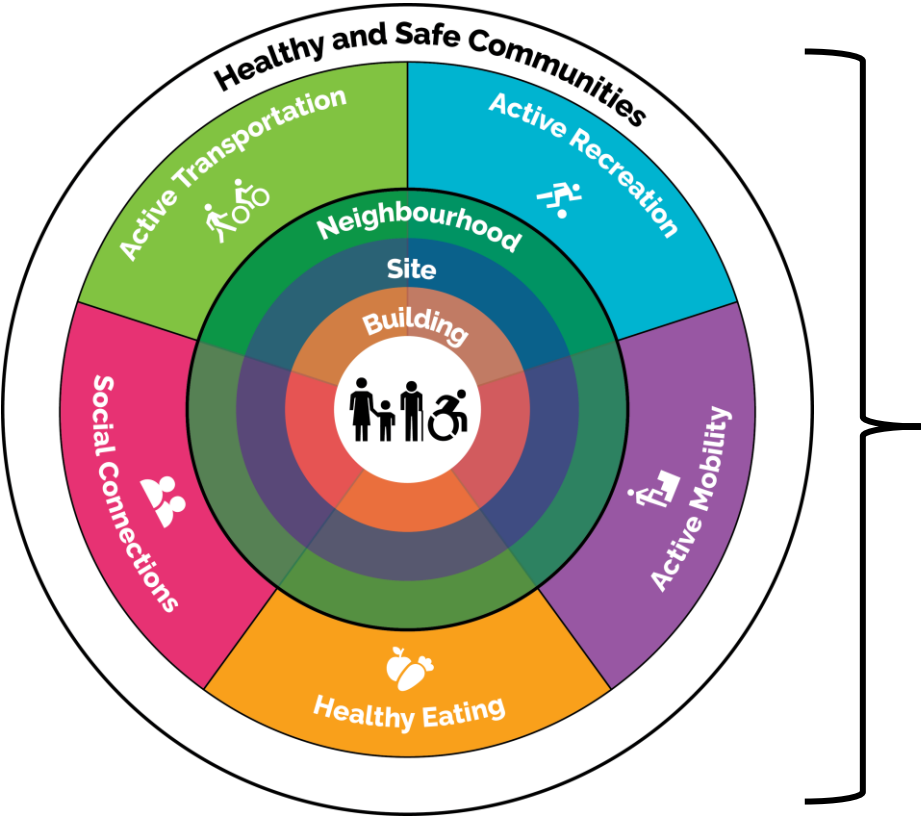 Healthy and Safe Communities
Active Transportation
Active Recreation
Neighbourhood
Site
Building
Social Connections
Active Mobility
Healthy Eating